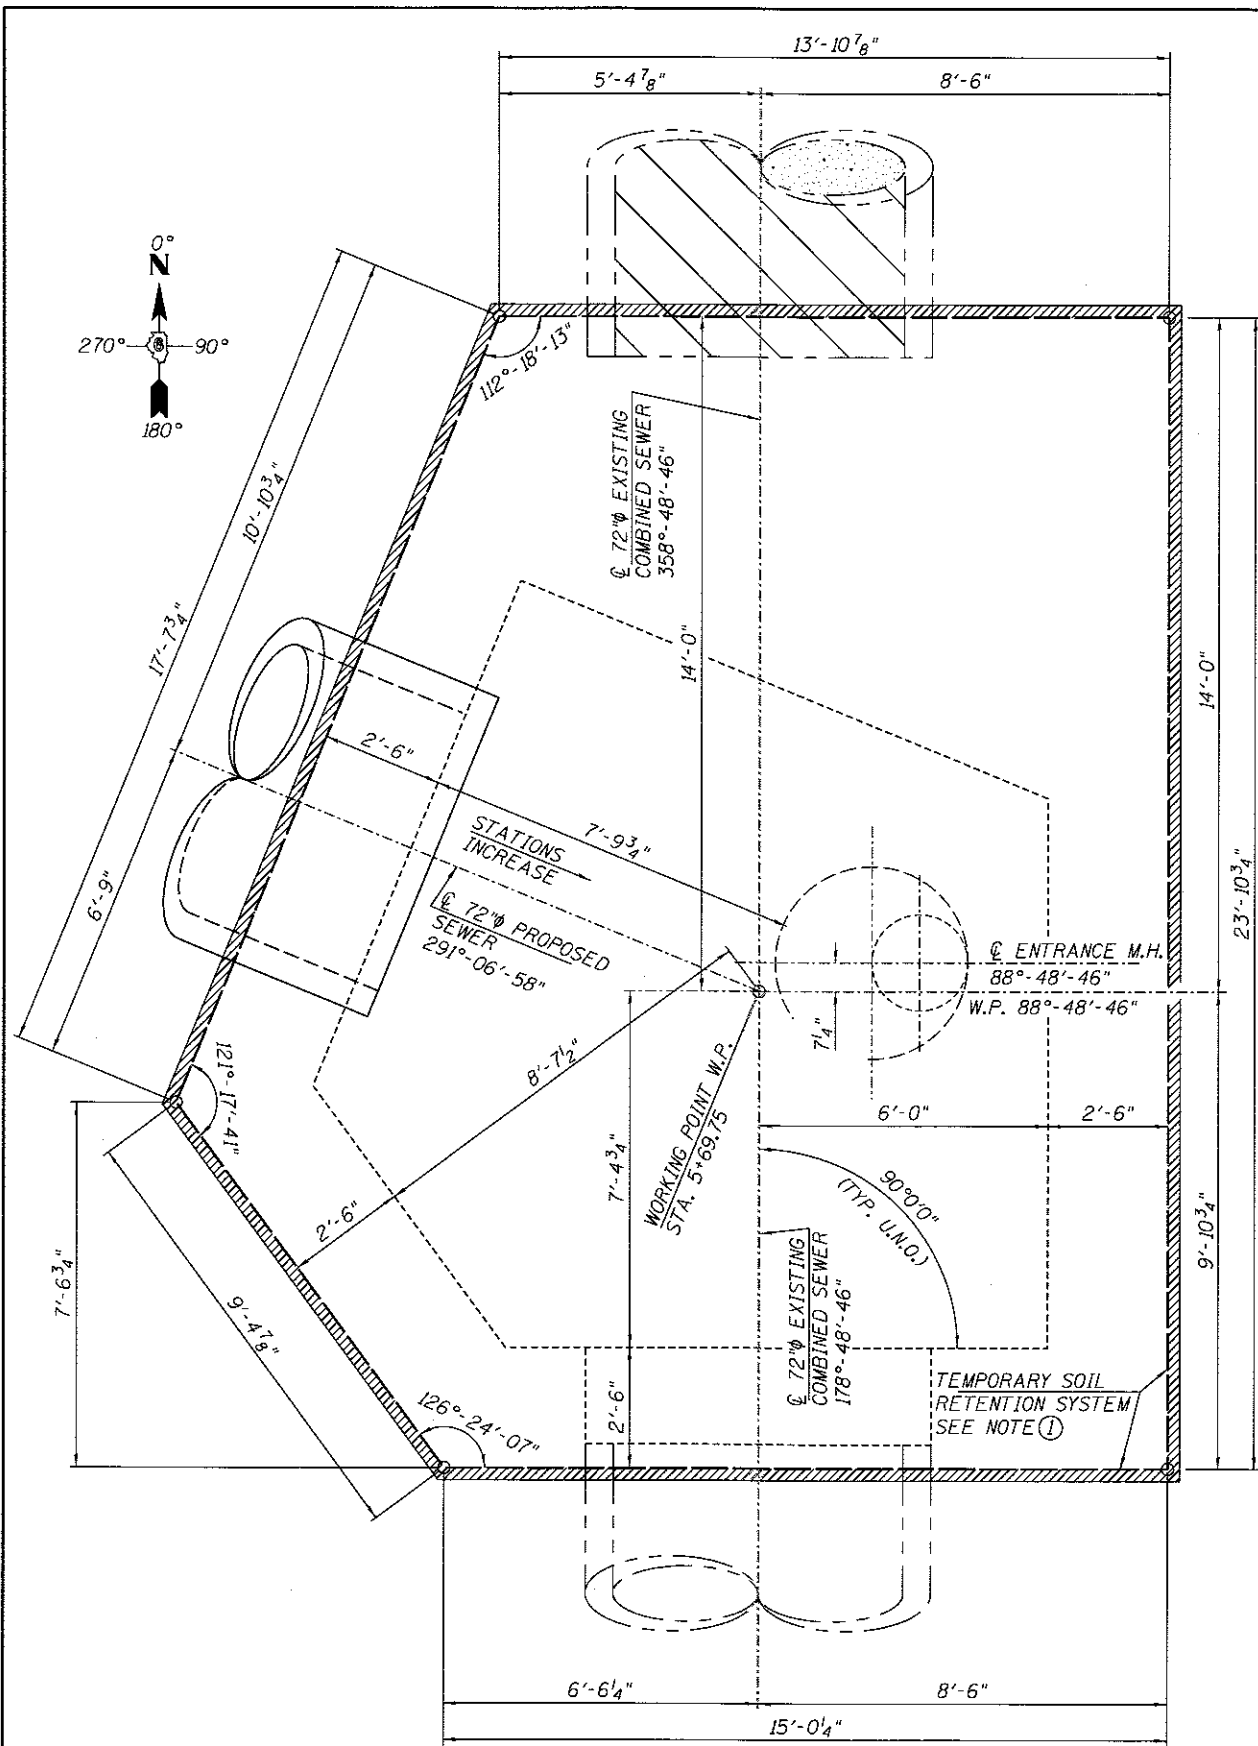 13'-10 7/8"
5'-4 7/8"
8'-6"
0°
N
270°
90°
180°
112°-18'-13"
℄ 72"φ EXISTING
COMBINED SEWER
358°-48'-46"
10'-10 3/4"
17'-7 3/4"
6'-9"
14'-0"
14'-0"
23'-10 3/4"
2'-6"
7'-9 3/4"
STATIONS
INCREASE
℄ 72"φ PROPOSED
SEWER
291°-06'-58"
℄ ENTRANCE M.H.
88°-48'-46"
W.P. 88°-48'-46"
7 1/4"
8'-7 1/2"
121°-17'-41"
WORKING POINT W.P.
STA. 5+69.75
6'-0"
2'-6"
7'-4 3/4"
90°0'0"
(TYP. U.N.O.)
9'-10 3/4"
2'-6"
7'-6 3/4"
9'-4 7/8"
℄ 72"φ EXISTING
COMBINED SEWER
178°-48'-46"
126°-24'-07"
2'-6"
TEMPORARY SOIL
RETENTION SYSTEM
SEE NOTE ①
6'-6 1/4"
8'-6"
15'-0 1/4"